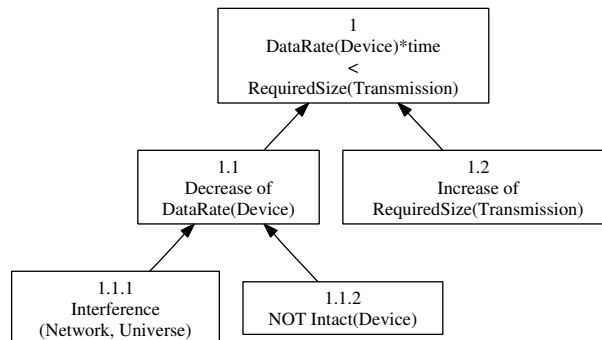 1
DataRate(Device)*time
<
RequiredSize(Transmission)
1.1
Decrease of
DataRate(Device)
1.2
Increase of
RequiredSize(Transmission)
1.1.1
Interference
(Network, Universe)
1.1.2
NOT Intact(Device)